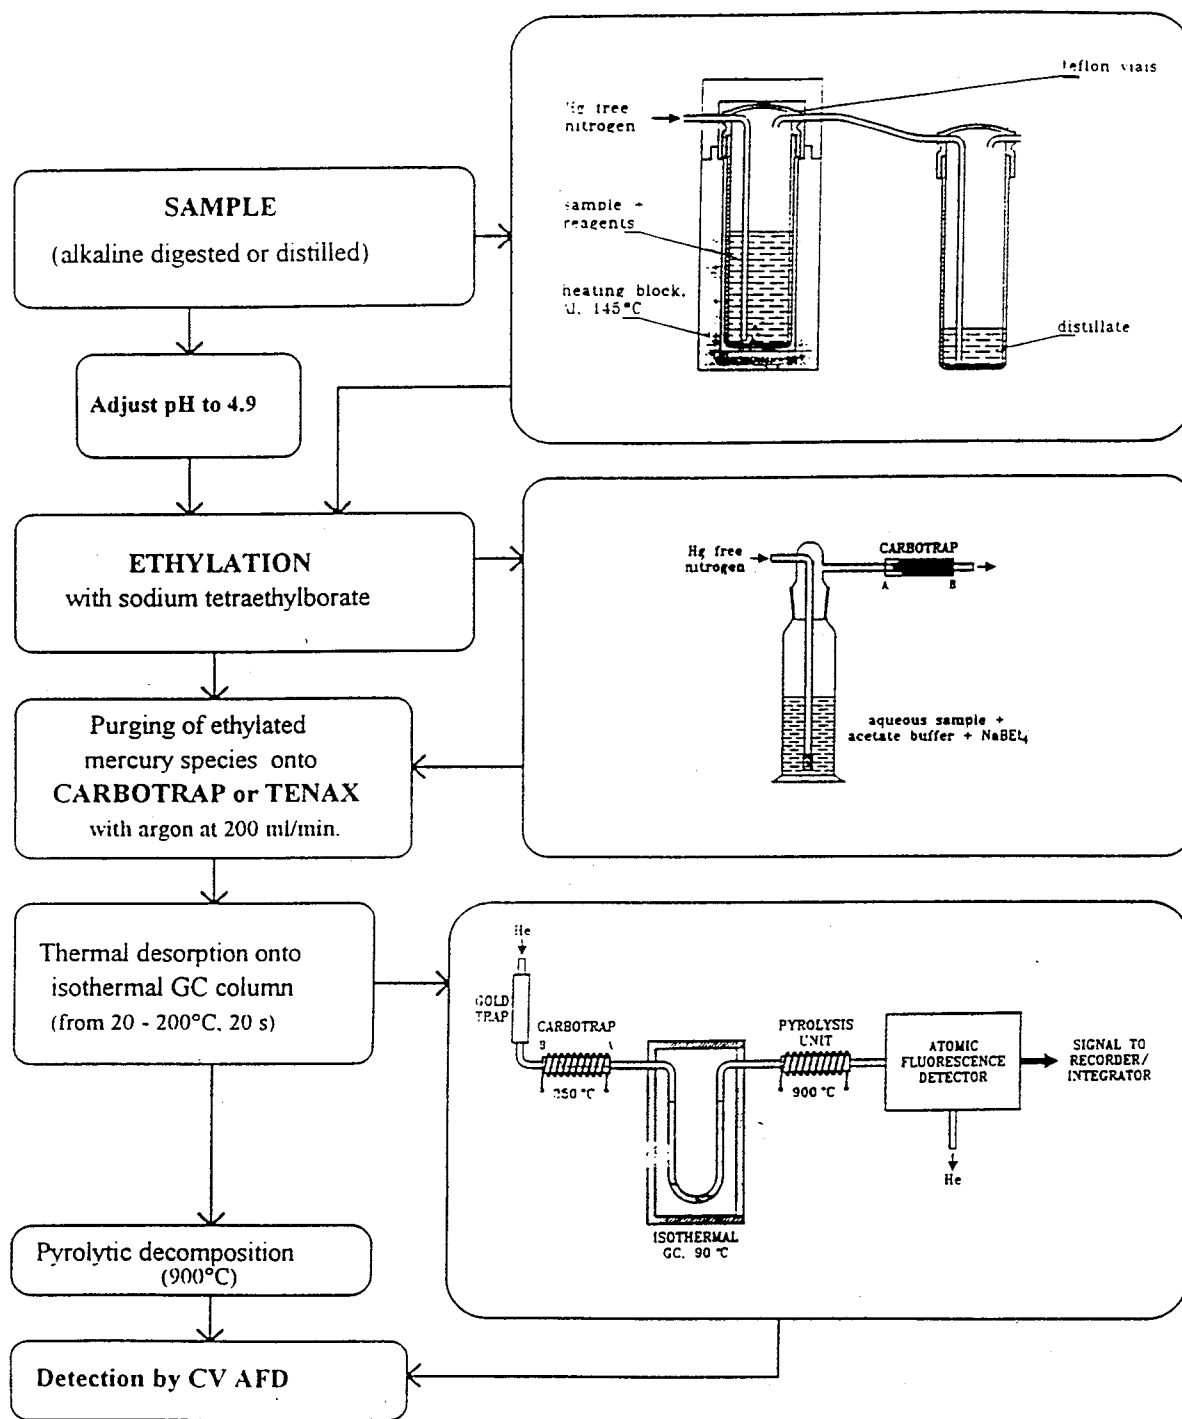 SAMPLE
(alkaline digested or distilled)
Adjust pH to 4.9
ETHYLATION
with sodium tetraethylborate
Purging of ethylated
mercury species onto
CARBOTRAP or TENAX
with argon at 200 ml/min.
Thermal desorption onto
isothermal GC column
(from 20 - 200°C, 20 s)
Pyrolytic decomposition
(900°C)
Detection by CV AFD
teflon vials
Hg free
nitrogen
sample +
reagents
heating block,
145°C
distillate
Hg free
nitrogen
CARBOTRAP
A B
aqueous sample +
acetate buffer + NaBEt4
He
GOLD
TRAP
CARBOTRAP
B
250 °C
ISOTHERMAL
GC, 90 °C
PYROLYSIS
UNIT
900 °C
ATOMIC
FLUORESCENCE
DETECTOR
He
SIGNAL TO
RECORDER/
INTEGRATOR